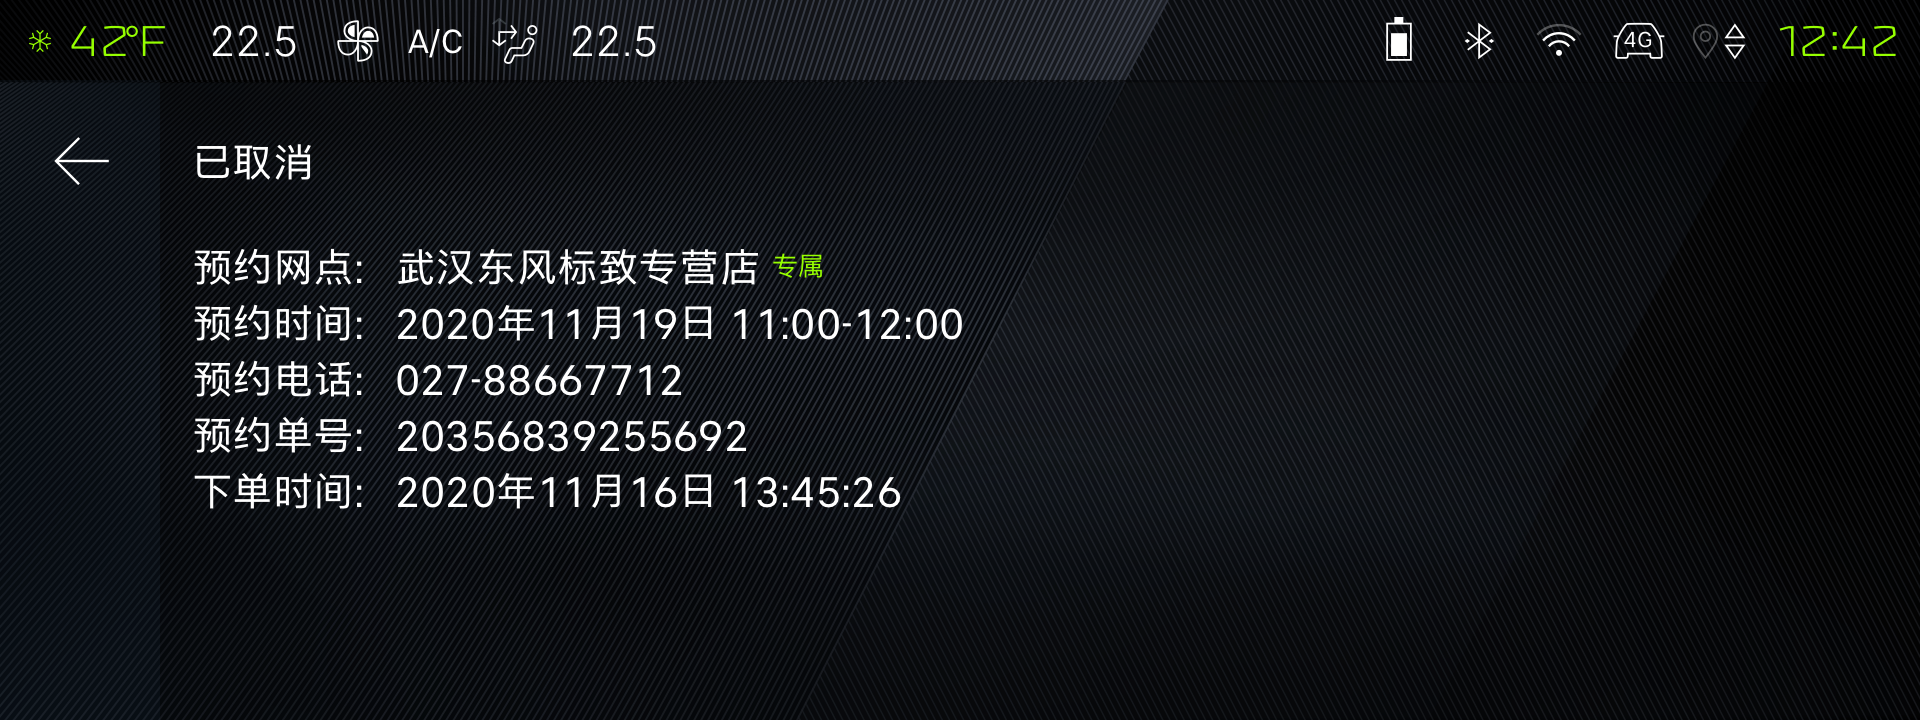 42°F 22.5 A/C 22.5 4G 12:42
已取消
预约网点: 武汉东风标致专营店 专属
预约时间: 2020年11月19日 11:00-12:00
预约电话: 027-88667712
预约单号: 20356839255692
下单时间: 2020年11月16日 13:45:26